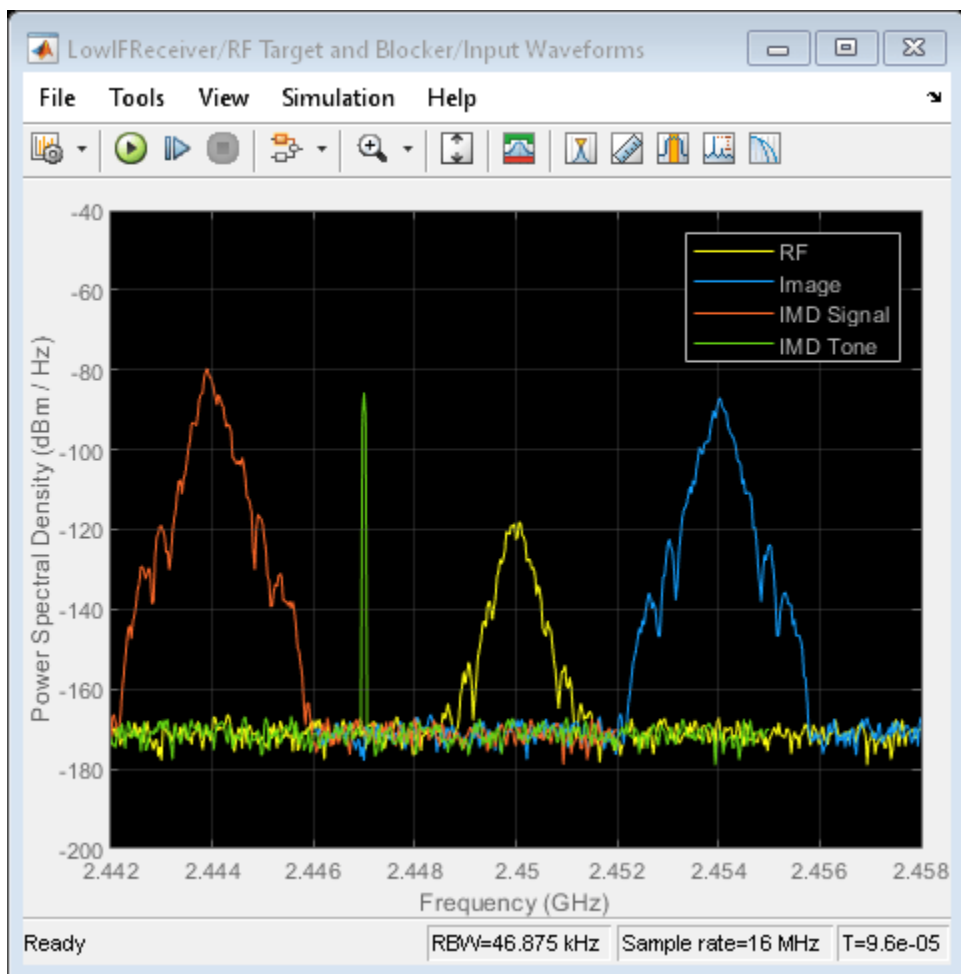 LowIFReceiver/RF Target and Blocker/Input Waveforms
File Tools View Simulation Help
-40
-60
-80
-100
-120
-140
-160
-180
-200
Power Spectral Density (dBm / Hz)
RF
Image
IMD Signal
IMD Tone
2.442 2.444 2.446 2.448 2.45 2.452 2.454 2.456 2.458
Frequency (GHz)
Ready RBW=46.875 kHz Sample rate=16 MHz T=9.6e-05